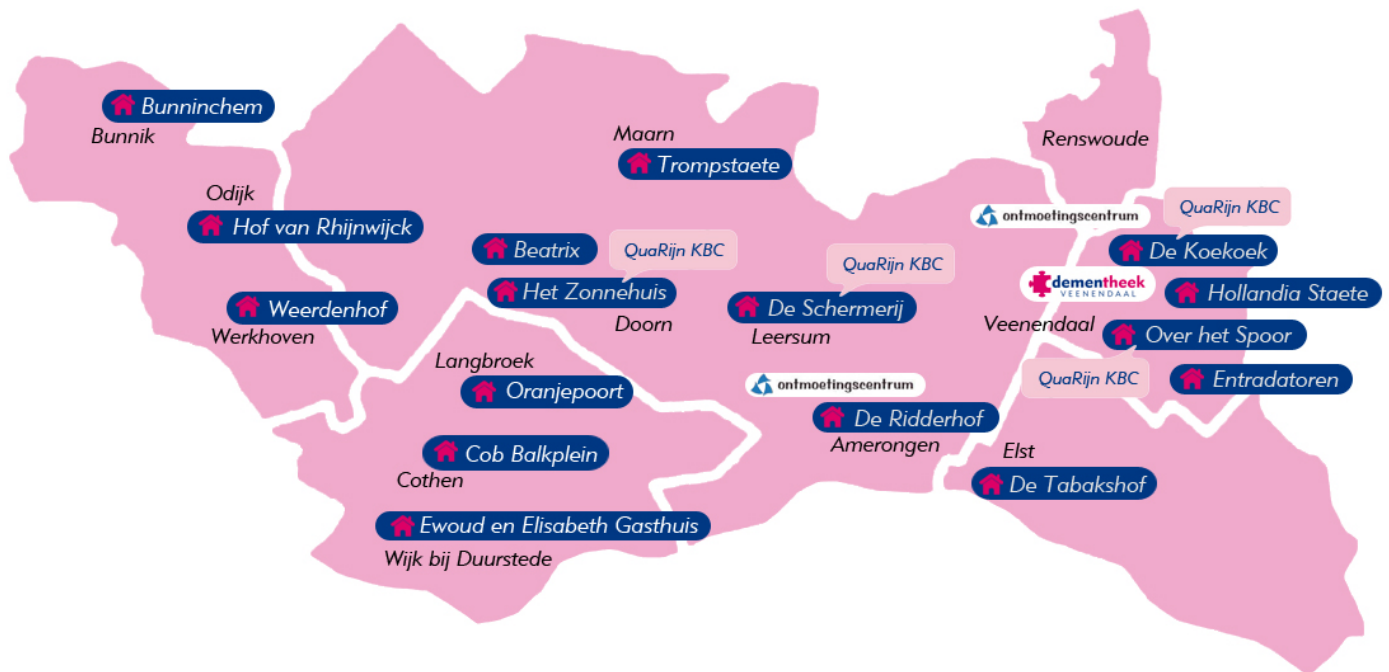 Bunninchem
Bunnik
Maarn
Trompstaete
Renswoude
Odijk
Hof van Rhijnwijck
ontmoetingscentrum
QuaRijn KBC
De Koekoek
Beatrix
QuaRijn KBC
Het Zonnehuis
Doorn
QuaRijn KBC
De Schermerij
Leersum
dementheek
VEENENDAAL
Hollandia Staete
Weerdenhof
Werkhoven
Veenendaal
Over het Spoor
QuaRijn KBC
Entradatoren
Langbroek
Oranjepoort
ontmoetingscentrum
De Ridderhof
Amerongen
Cob Balkplein
Cothen
Elst
De Tabakshof
Ewoud en Elisabeth Gasthuis
Wijk bij Duurstede